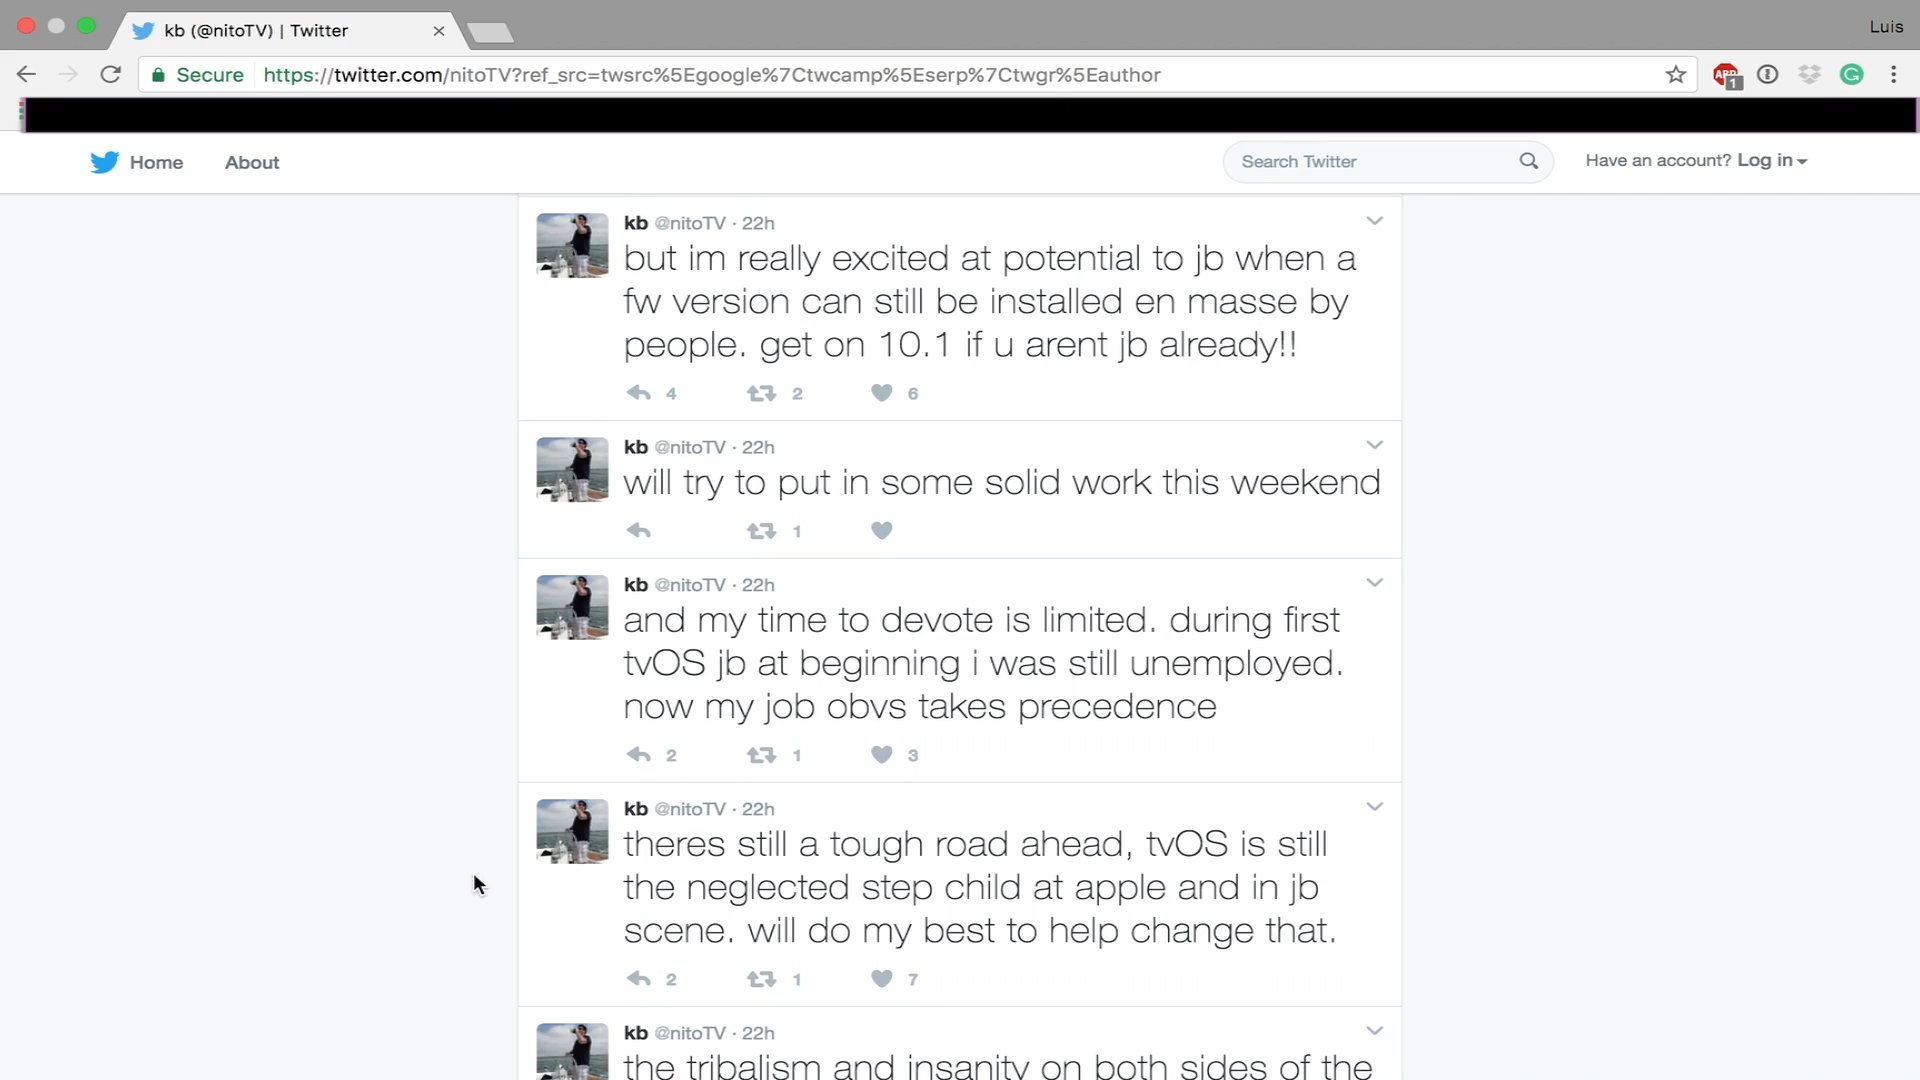 kb (@nitoTV) | Twitter
Luis
Secure
https://twitter.com/nitoTV?ref_src=twsrc%5Egoogle%7Ctwcamp%5Eserp%7Ctwgr%5Eauthor
ABP
1
Home
About
Search Twitter
Have an account? Log in
kb @nitoTV · 22h
but im really excited at potential to jb when a
fw version can still be installed en masse by
people. get on 10.1 if u arent jb already!!
4
2
6
kb @nitoTV · 22h
will try to put in some solid work this weekend
1
kb @nitoTV · 22h
and my time to devote is limited. during first
tvOS jb at beginning i was still unemployed.
now my job obvs takes precedence
2
1
3
kb @nitoTV · 22h
theres still a tough road ahead, tvOS is still
the neglected step child at apple and in jb
scene. will do my best to help change that.
2
1
7
kb @nitoTV · 22h
the tribalism and insanity on both sides of the